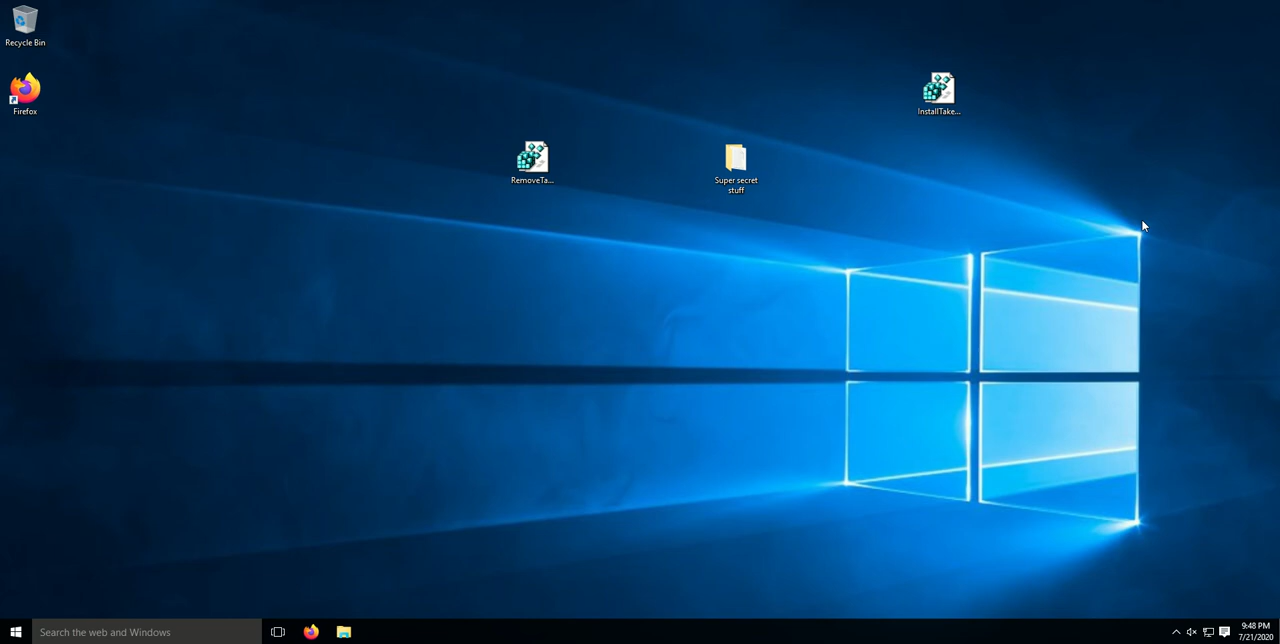 Recycle Bin
Firefox
InstallTake...
RemoveTa...
Super secret
stuff
Search the web and Windows
9:48 PM
7/21/2020